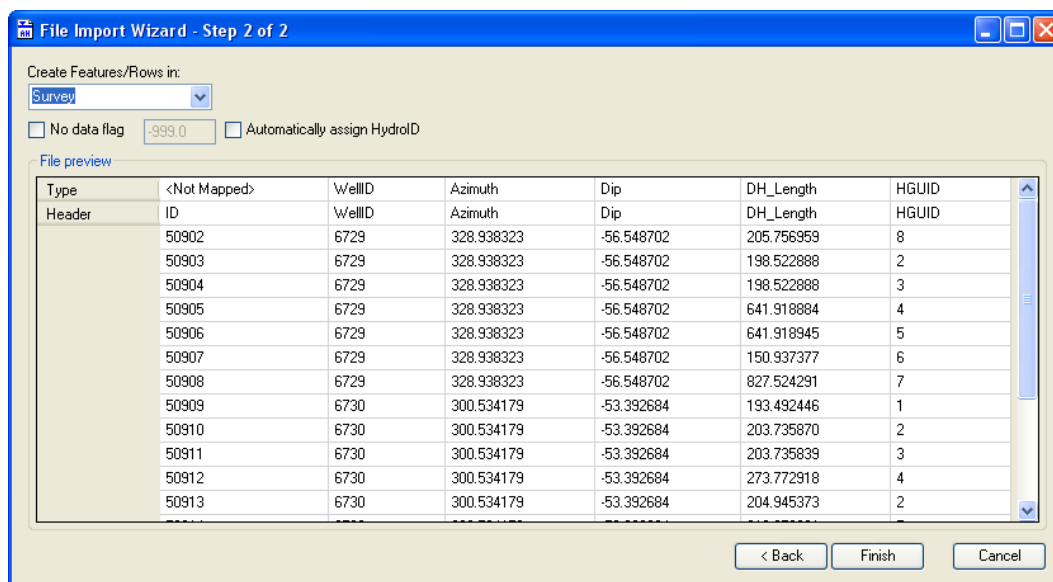 File Import Wizard - Step 2 of 2
Create Features/Rows in:
Survey
No data flag -999.0 Automatically assign HydroID
File preview
Type <Not Mapped> WellID Azimuth Dip DH_Length HGUID
Header ID WellID Azimuth Dip DH_Length HGUID
50902 6729 328.938323 -56.548702 205.756959 8
50903 6729 328.938323 -56.548702 198.522888 2
50904 6729 328.938323 -56.548702 198.522888 3
50905 6729 328.938323 -56.548702 641.918884 4
50906 6729 328.938323 -56.548702 641.918945 5
50907 6729 328.938323 -56.548702 150.937377 6
50908 6729 328.938323 -56.548702 827.524291 7
50909 6730 300.534179 -53.392684 193.492446 1
50910 6730 300.534179 -53.392684 203.735870 2
50911 6730 300.534179 -53.392684 203.735839 3
50912 6730 300.534179 -53.392684 273.772918 4
50913 6730 300.534179 -53.392684 204.945373 2
< Back Finish Cancel